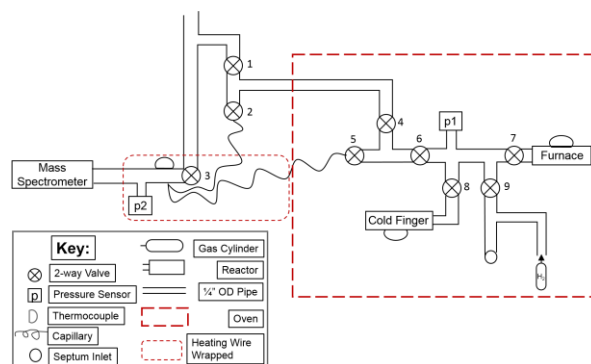 1
2
4
p1
5
6
7
Furnace
Mass
Spectrometer
3
p2
8
9
Cold Finger
H₂
Key:
2-way Valve
p
Pressure Sensor
Thermocouple
Capillary
Septum Inlet
Gas Cylinder
Reactor
¼" OD Pipe
Oven
Heating Wire
Wrapped